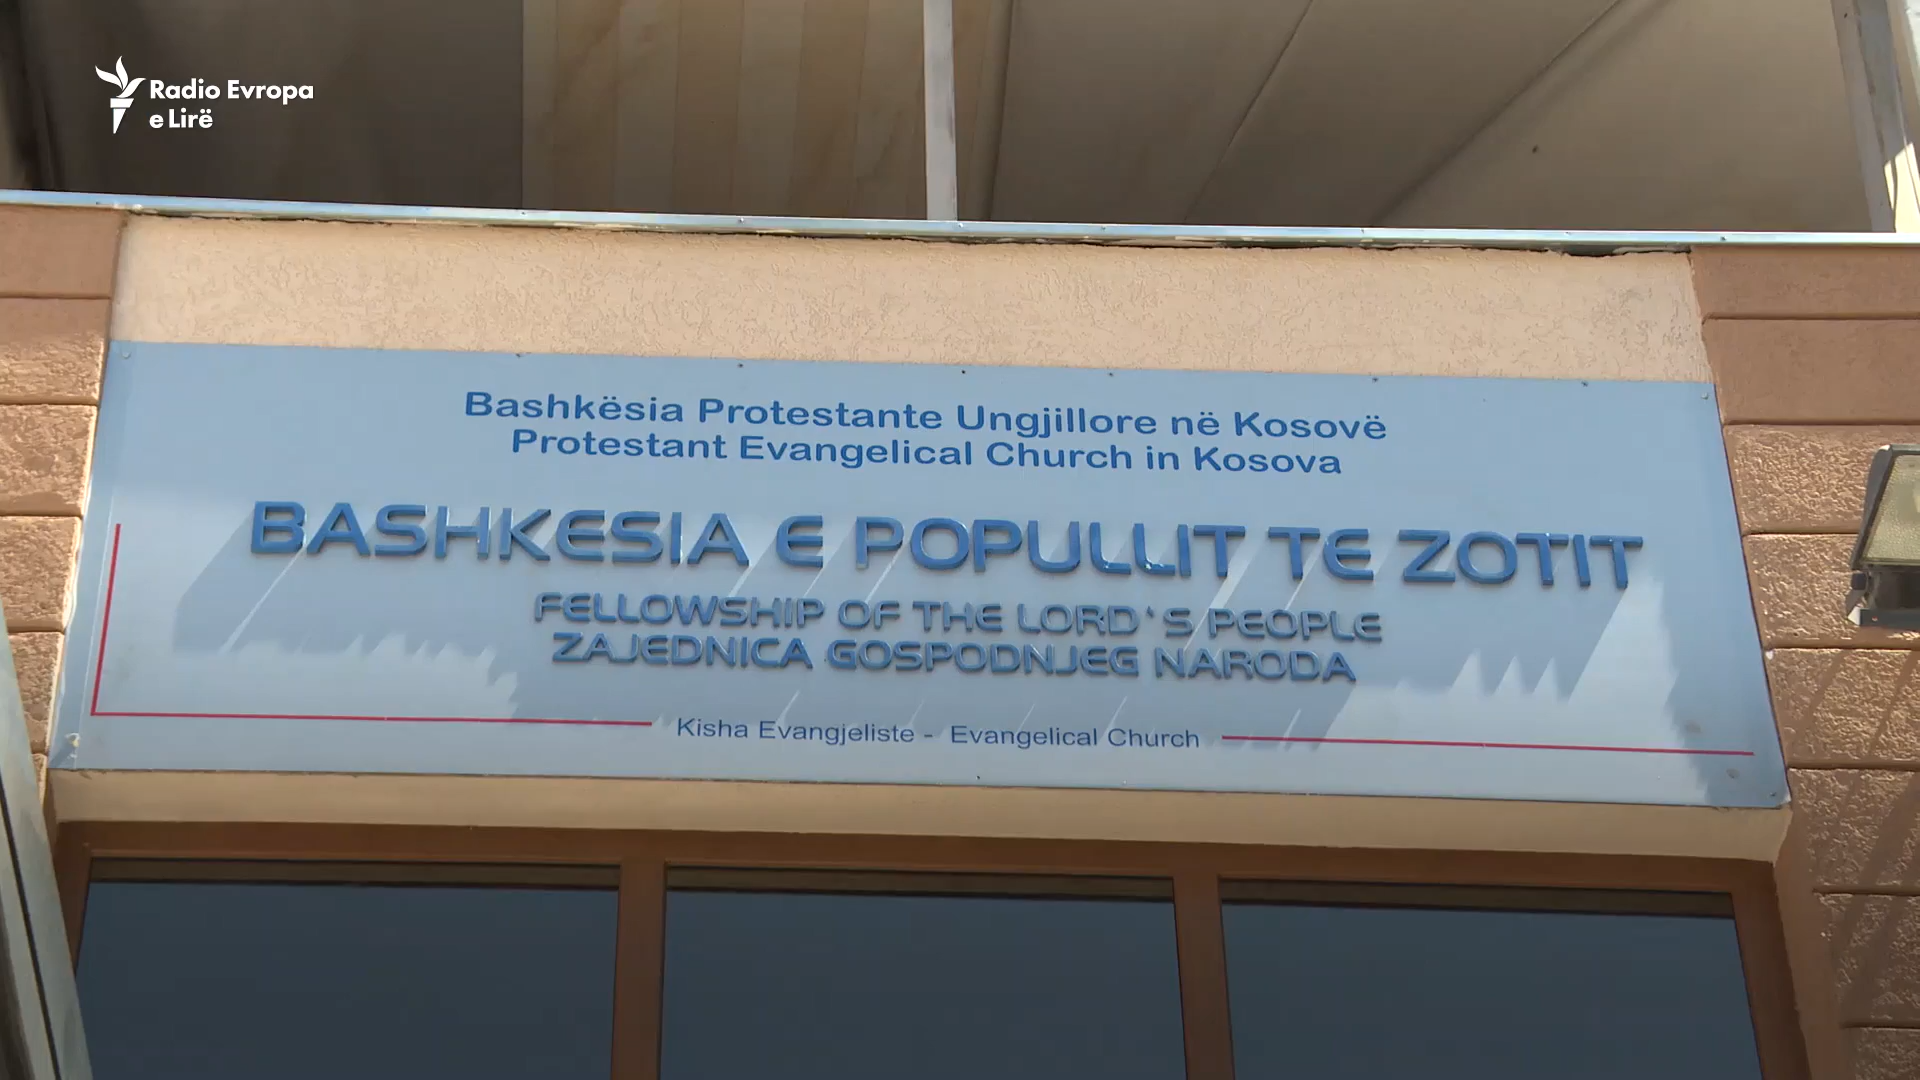 Radio Evropa
e Lirë
Bashkësia Protestante Ungjillore në Kosovë
Protestant Evangelical Church in Kosova
BASHKESIA E POPULLIT TE ZOTIT
FELLOWSHIP OF THE LORD'S PEOPLE
ZAJEDNICA GOSPODNJEG NARODA
Kisha Evangjeliste - Evangelical Church